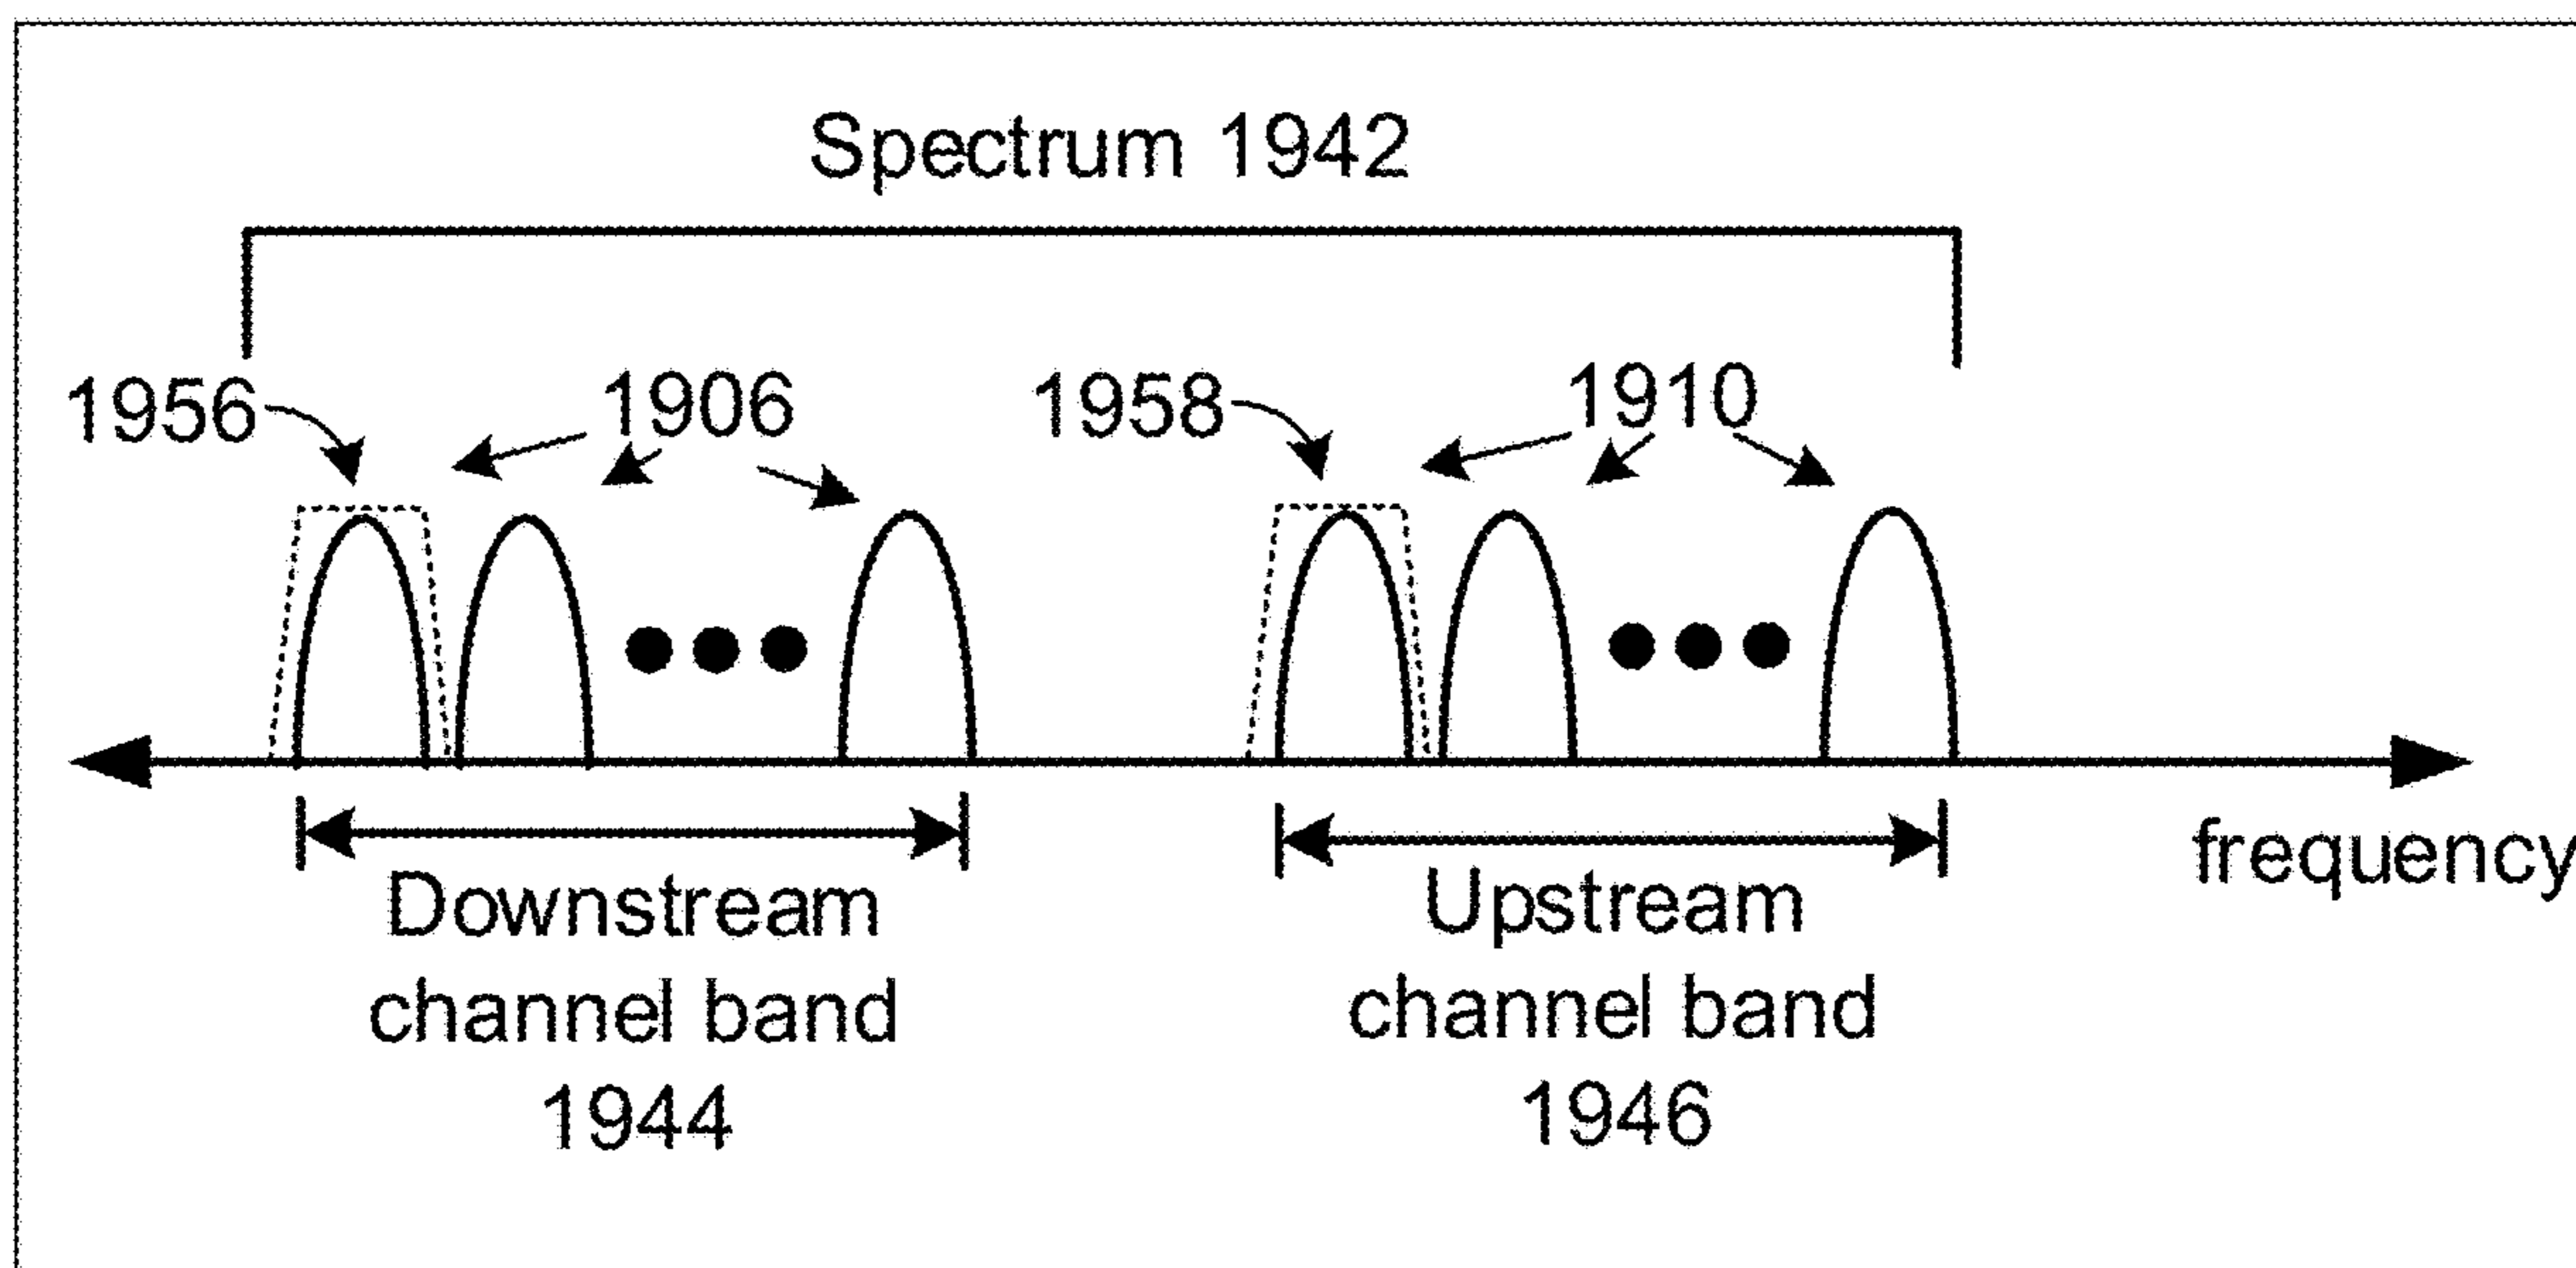 Spectrum 1942
1956
1906
1958
1910
frequency
Downstream
channel band
1944
Upstream
channel band
1946